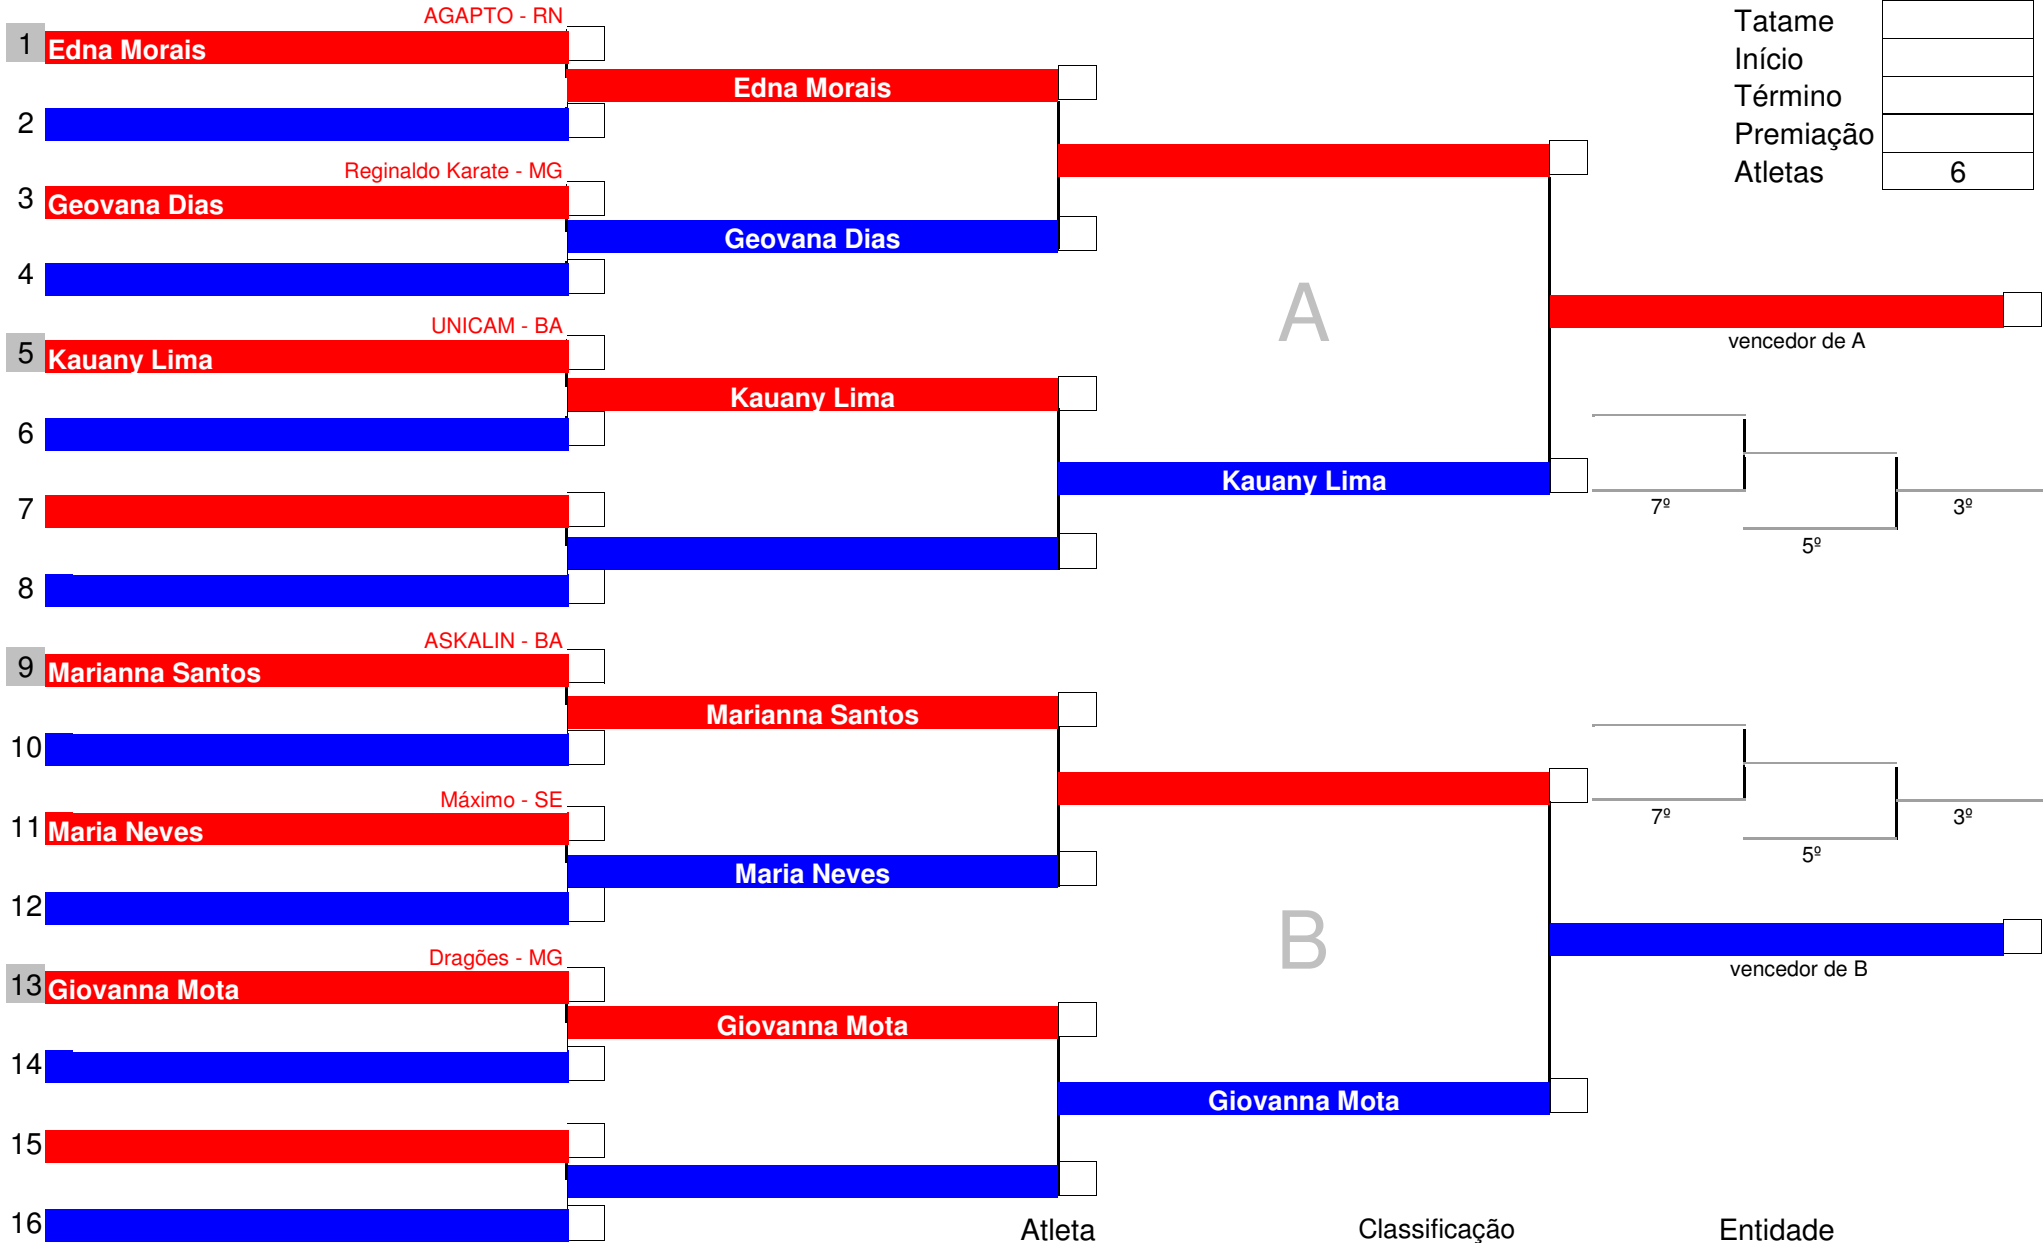 AGAPTO - RN
1 Edna Morais
Edna Morais
2
Reginaldo Karate - MG
3 Geovana Dias
Geovana Dias
4
UNICAM - BA
5 Kauany Lima
Kauany Lima
6
Kauany Lima
7
8
ASKALIN - BA
9 Marianna Santos
Marianna Santos
10
Máximo - SE
11 Maria Neves
Maria Neves
12
Dragões - MG
13 Giovanna Mota
Giovanna Mota
14
Giovanna Mota
15
16
A
B
Tatame
Início
Término
Premiação
Atletas 6
vencedor de A
7º
3º
5º
7º
3º
5º
vencedor de B
Atleta Classificação Entidade